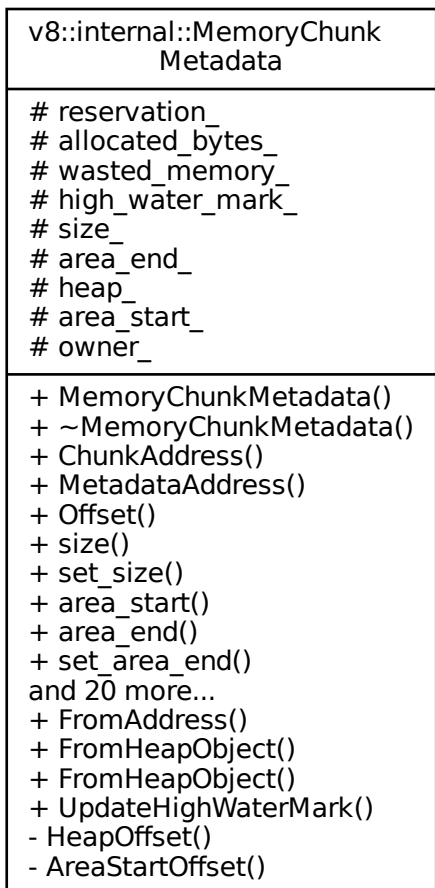 v8::internal::MemoryChunk
Metadata
# reservation_
# allocated_bytes_
# wasted_memory_
# high_water_mark_
# size_
# area_end_
# heap_
# area_start_
# owner_
+ MemoryChunkMetadata()
+ ~MemoryChunkMetadata()
+ ChunkAddress()
+ MetadataAddress()
+ Offset()
+ size()
+ set_size()
+ area_start()
+ area_end()
+ set_area_end()
and 20 more...
+ FromAddress()
+ FromHeapObject()
+ FromHeapObject()
+ UpdateHighWaterMark()
- HeapOffset()
- AreaStartOffset()